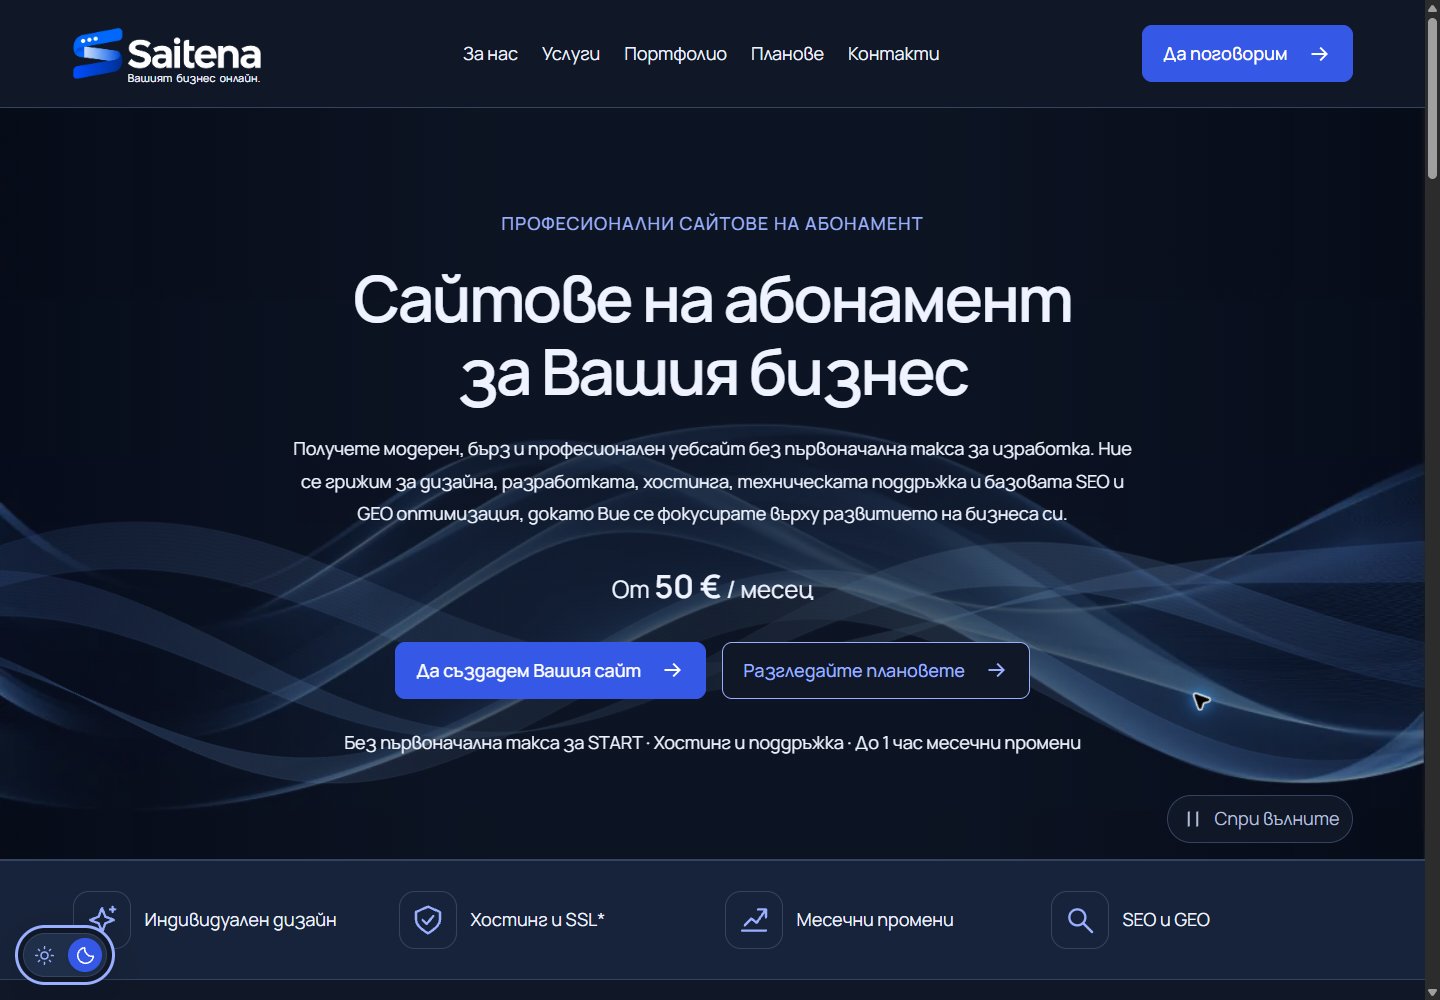 Saitena
Вашият бизнес онлайн.
За нас
Услуги
Портфолио
Планове
Контакти
Да поговорим
ПРОФЕСИОНАЛНИ САЙТОВЕ НА АБОНАМЕНТ
Сайтове на абонамент
за Вашия бизнес
Получете модерен, бърз и професионален уебсайт без първоначална такса за изработка. Ние
се грижим за дизайна, разработката, хостинга, техническата поддръжка и базовата SEO и
GEO оптимизация, докато Вие се фокусирате върху развитието на бизнеса си.
От 50 € / месец
Да създадем Вашия сайт
Разгледайте плановете
Без първоначална такса за START · Хостинг и поддръжка · До 1 час месечни промени
Спри вълните
Индивидуален дизайн
Хостинг и SSL*
Месечни промени
SEO и GEO